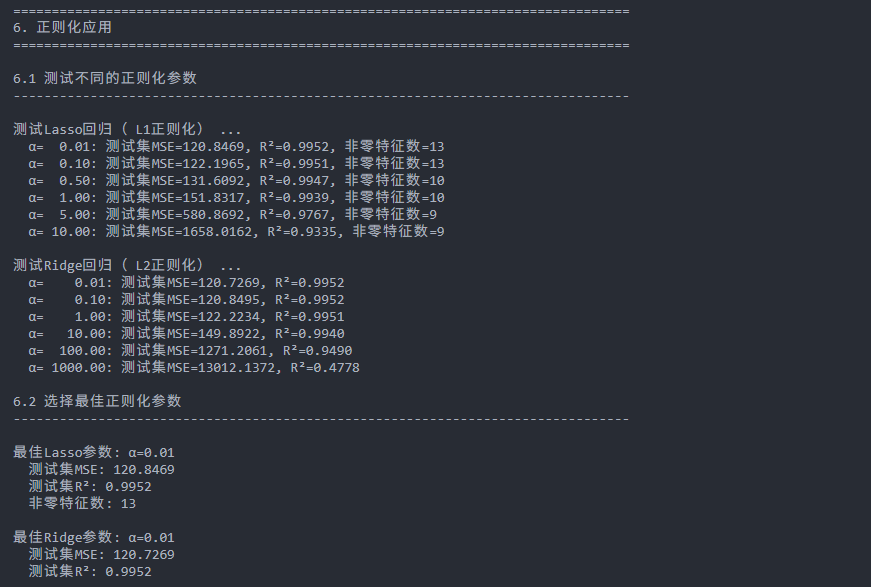 ================================================================================
6. 正则化应用
================================================================================
6.1 测试不同的正则化参数
--------------------------------------------------------------------------------
测试Lasso回归（ L1正则化） ...
  α=  0.01: 测试集MSE=120.8469, R²=0.9952, 非零特征数=13
  α=  0.10: 测试集MSE=122.1965, R²=0.9951, 非零特征数=13
  α=  0.50: 测试集MSE=131.6092, R²=0.9947, 非零特征数=10
  α=  1.00: 测试集MSE=151.8317, R²=0.9939, 非零特征数=10
  α=  5.00: 测试集MSE=580.8692, R²=0.9767, 非零特征数=9
  α= 10.00: 测试集MSE=1658.0162, R²=0.9335, 非零特征数=9
测试Ridge回归（ L2正则化） ...
  α=    0.01: 测试集MSE=120.7269, R²=0.9952
  α=    0.10: 测试集MSE=120.8495, R²=0.9952
  α=    1.00: 测试集MSE=122.2234, R²=0.9951
  α=   10.00: 测试集MSE=149.8922, R²=0.9940
  α=  100.00: 测试集MSE=1271.2061, R²=0.9490
  α= 1000.00: 测试集MSE=13012.1372, R²=0.4778
6.2 选择最佳正则化参数
--------------------------------------------------------------------------------
最佳Lasso参数: α=0.01
  测试集MSE: 120.8469
  测试集R²: 0.9952
  非零特征数: 13
最佳Ridge参数: α=0.01
  测试集MSE: 120.7269
  测试集R²: 0.9952